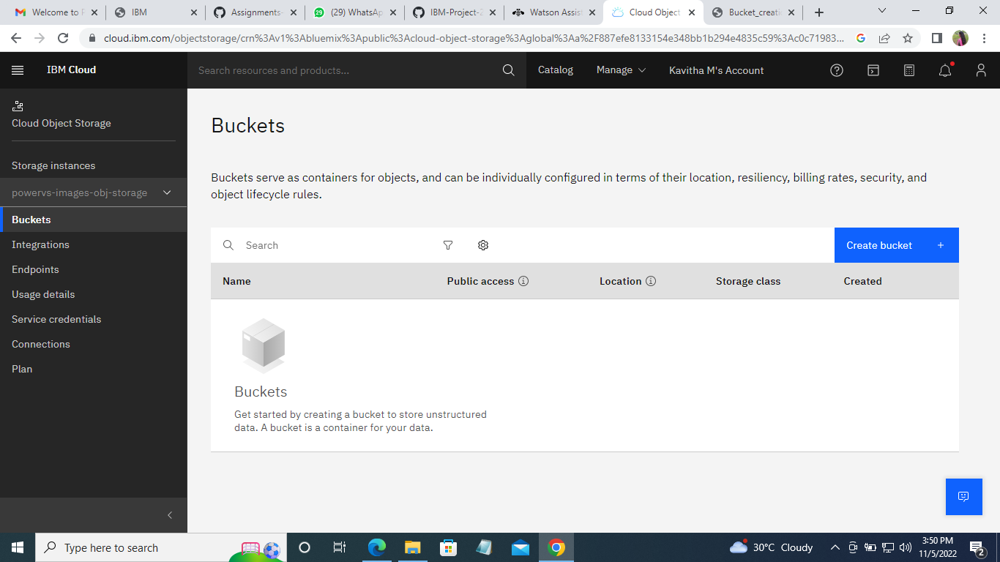 Welcome to P
IBM
Assignments-
(29) WhatsAp
IBM-Project-2
Watson Assist
Cloud Object
Bucket_creati
cloud.ibm.com/objectstorage/crn%3Av1%3Abluemix%3Apublic%3Acloud-object-storage%3Aglobal%3Aa%2F887efe8133154e348bb1b294e4835c59%3Ac0c71983...
IBM Cloud
Search resources and products...
Catalog
Manage
Kavitha M's Account
Cloud Object Storage
Storage instances
powervs-images-obj-storage
Buckets
Integrations
Endpoints
Usage details
Service credentials
Connections
Plan
Buckets
Buckets serve as containers for objects, and can be individually configured in terms of their location, resiliency, billing rates, security, and
object lifecycle rules.
Search
Create bucket +
Name
Public access
Location
Storage class
Created
Buckets
Get started by creating a bucket to store unstructured
data. A bucket is a container for your data.
Type here to search
30°C Cloudy
3:50 PM
11/5/2022
2